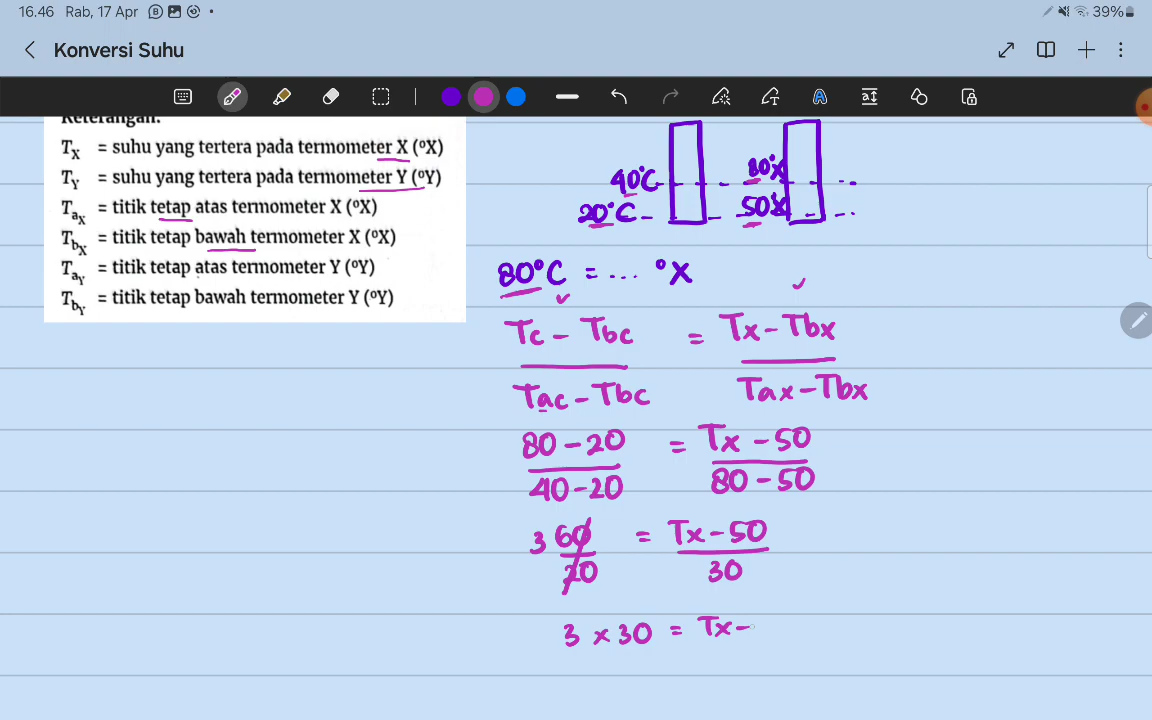 16.46 Rab, 17 Apr
39%
Konversi Suhu
Keterangan:
Tx = suhu yang tertera pada termometer X (°X)
TY = suhu yang tertera pada termometer Y (°Y)
Tax = titik tetap atas termometer X (°X)
Tbx = titik tetap bawah termometer X (°X)
TaY = titik tetap atas termometer Y (°Y)
TbY = titik tetap bawah termometer Y (°Y)
40°C 80°X
20°C 50°X
80°C = ... °X
Tc - Tbc = Tx - Tbx
Tac - Tbc Tax - Tbx
80 - 20 = Tx - 50
40 - 20 80 - 50
3 60 = Tx - 50
20 30
3 x 30 = Tx -